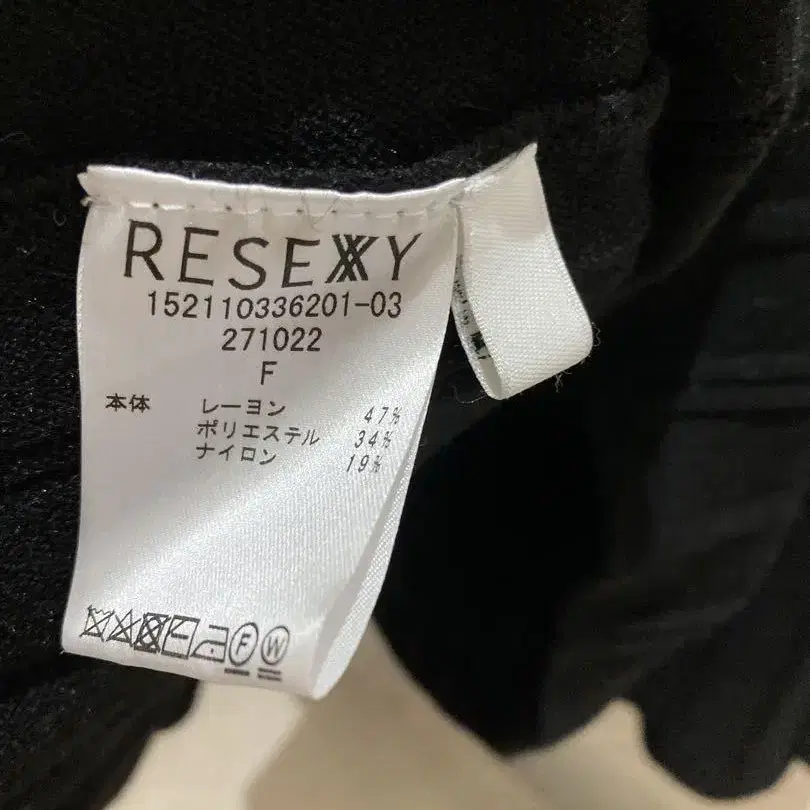 RESEXXY
152110336201-03
271022
F
本体 レーヨン 47%
ポリエステル 34%
ナイロン 19%
F W